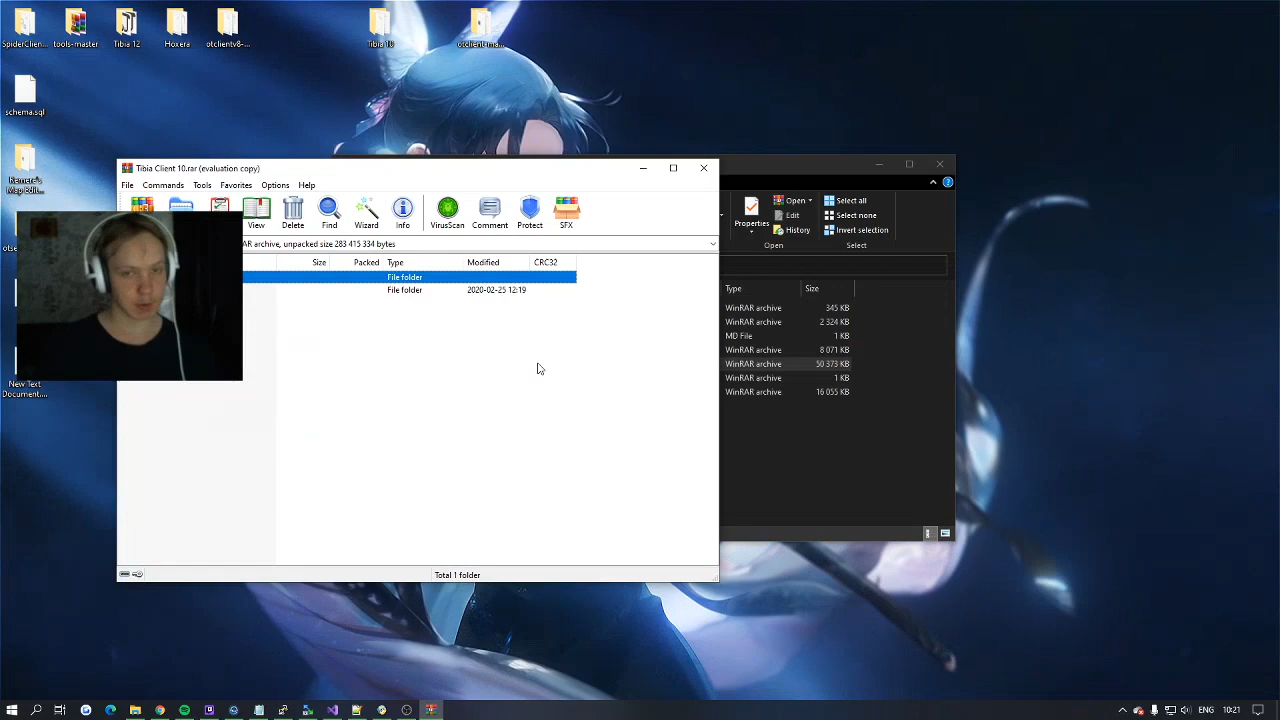 SpiderClien...
tools-master
Tibia 12
Hoxera
otclientv8-...
Tibia 10
otclient-ma...
schema.sql
Remere's
Map Edit...
New Text
Document....
Tibia Client 10.rar (evaluation copy)
File Commands Tools Favorites Options Help
View Delete Find Wizard Info VirusScan Comment Protect SFX
AR archive, unpacked size 283 415 334 bytes
Size Packed Type Modified CRC32
File folder
File folder 2020-02-25 12:19
Total 1 folder
Properties
Open
Edit
History
Open
Select all
Select none
Invert selection
Select
Type Size
WinRAR archive 345 KB
WinRAR archive 2 324 KB
MD File 1 KB
WinRAR archive 8 071 KB
WinRAR archive 50 373 KB
WinRAR archive 1 KB
WinRAR archive 16 055 KB
ENG 10:21